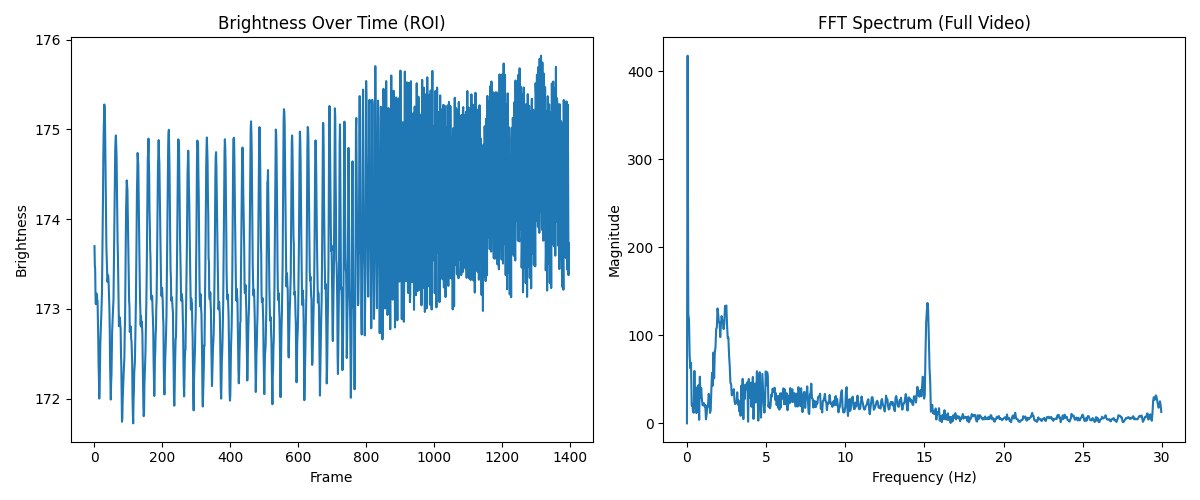 Brightness Over Time (ROI)
176
175
174
173
172
Brightness
0 200 400 600 800 1000 1200 1400
Frame
FFT Spectrum (Full Video)
400
300
200
100
0
Magnitude
0 5 10 15 20 25 30
Frequency (Hz)